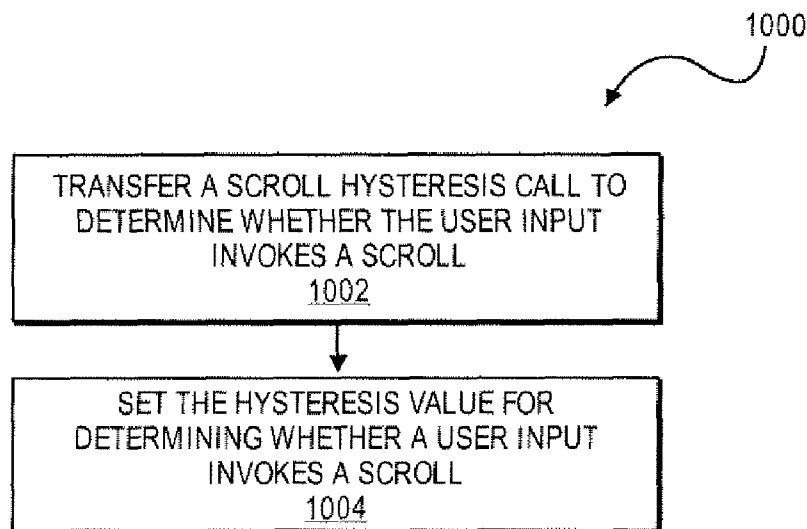 1000
TRANSFER A SCROLL HYSTERESIS CALL TO
DETERMINE WHETHER THE USER INPUT
INVOKES A SCROLL
1002
SET THE HYSTERESIS VALUE FOR
DETERMINING WHETHER A USER INPUT
INVOKES A SCROLL
1004